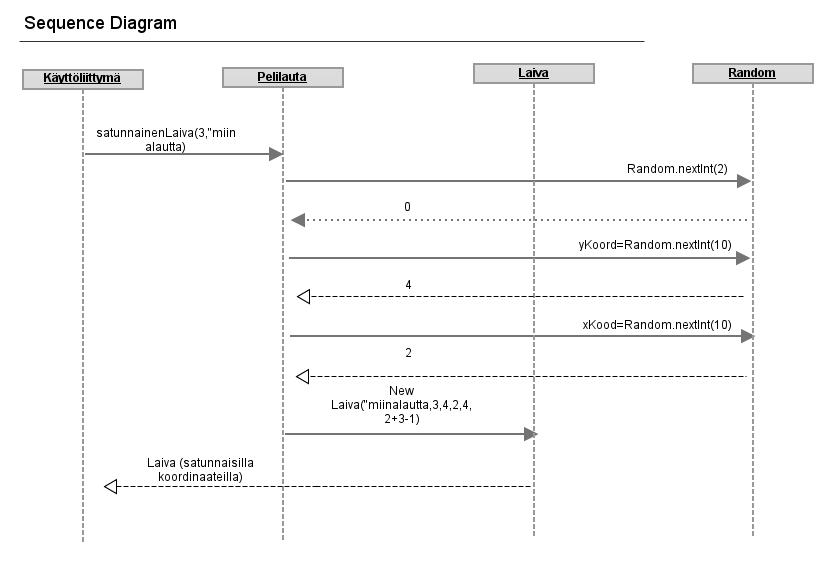 Sequence Diagram
Käyttöliittymä
Pelilauta
Laiva
Random
satunnainenLaiva(3,"miin
alautta)
Random.nextInt(2)
0
yKoord=Random.nextInt(10)
4
xKood=Random.nextInt(10)
2
New
Laiva("miinalautta,3,4,2,4,
2+3-1)
Laiva (satunnaisilla
koordinaateilla)